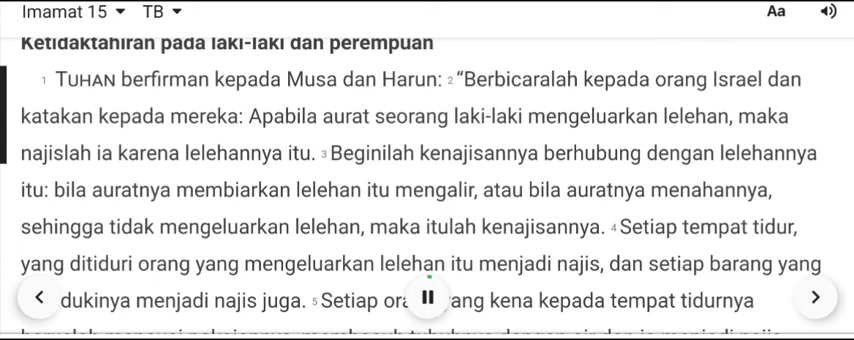 Imamat 15 TB Aa
Ketidaktahiran pada laki-laki dan perempuan
1 TUHAN berfirman kepada Musa dan Harun: 2 “Berbicaralah kepada orang Israel dan
katakan kepada mereka: Apabila aurat seorang laki-laki mengeluarkan lelehan, maka
najislah ia karena lelehannya itu. 3 Beginilah kenajisannya berhubung dengan lelehannya
itu: bila auratnya membiarkan lelehan itu mengalir, atau bila auratnya menahannya,
sehingga tidak mengeluarkan lelehan, maka itulah kenajisannya. 4 Setiap tempat tidur,
yang ditiduri orang yang mengeluarkan lelehan itu menjadi najis, dan setiap barang yang
dukinya menjadi najis juga. 5 Setiap ora ang kena kepada tempat tidurnya